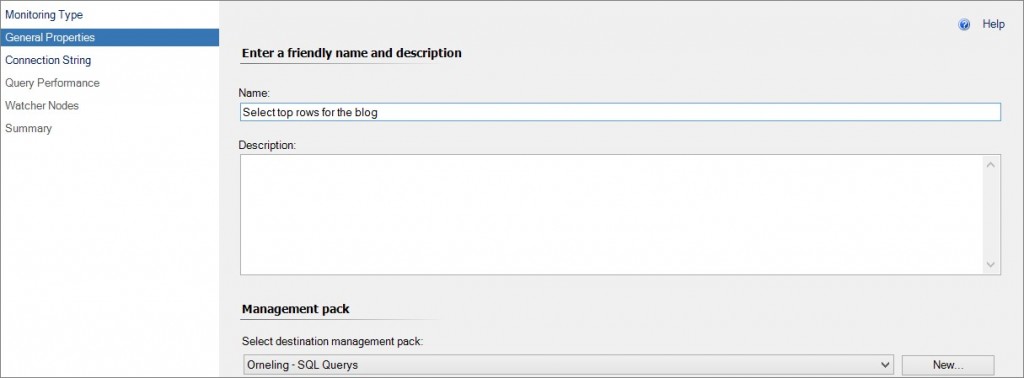 Monitoring Type
General Properties
Connection String
Query Performance
Watcher Nodes
Summary
Help
Enter a friendly name and description
Name:
Select top rows for the blog
Description:
Management pack
Select destination management pack:
Orneling - SQL Querys
New...